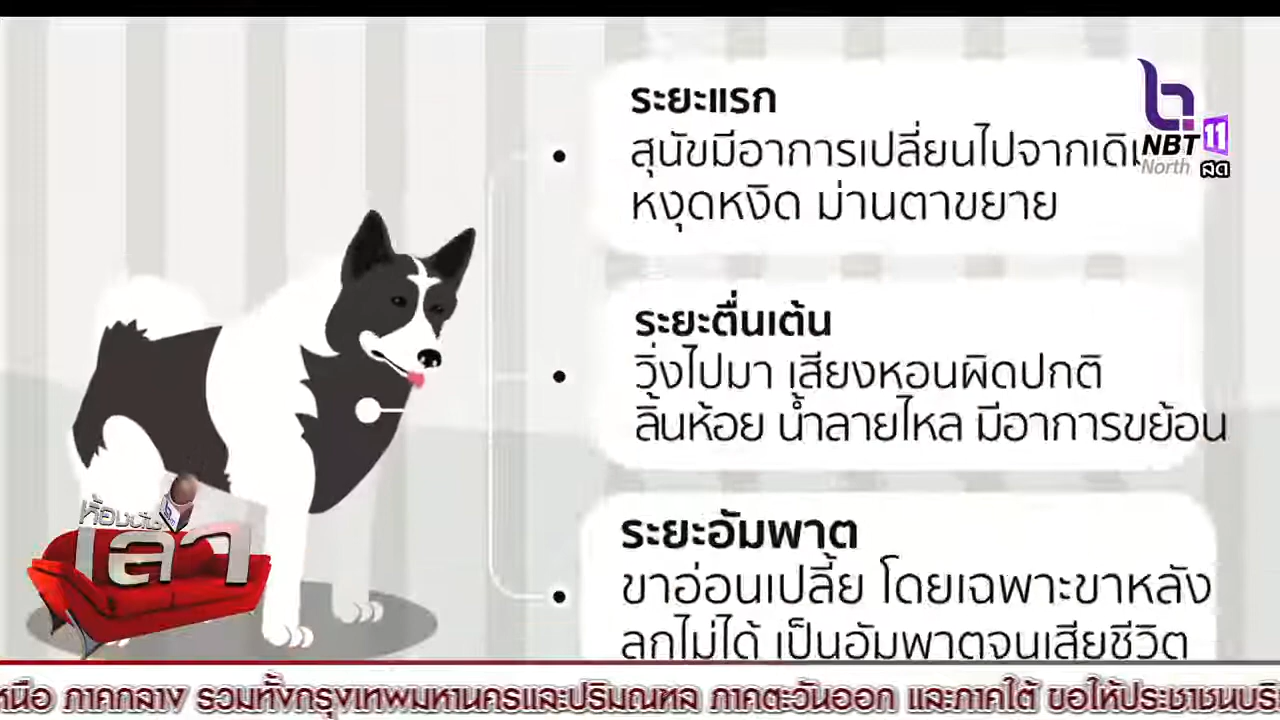 ระยะแรก
สุนัขมีอาการเปลี่ยนไปจากเดิม
หงุดหงิด ม่านตาขยาย
NBT 11
North สด
ระยะตื่นเต้น
วิ่งไปมา เสียงหอนผิดปกติ
ลิ้นห้อย น้ำลายไหล มีอาการขย้อน
ระยะอัมพาต
ขาอ่อนเปลี้ย โดยเฉพาะขาหลัง
ลุกไม่ได้ เป็นอัมพาตจนเสียชีวิต
ห้องนั่ง
เล่า
ภาคกลาง รวมทั้งกรุงเทพมหานครและปริมณฑล ภาคตะวันออก และภาคใต้ ขอให้ประชาชน